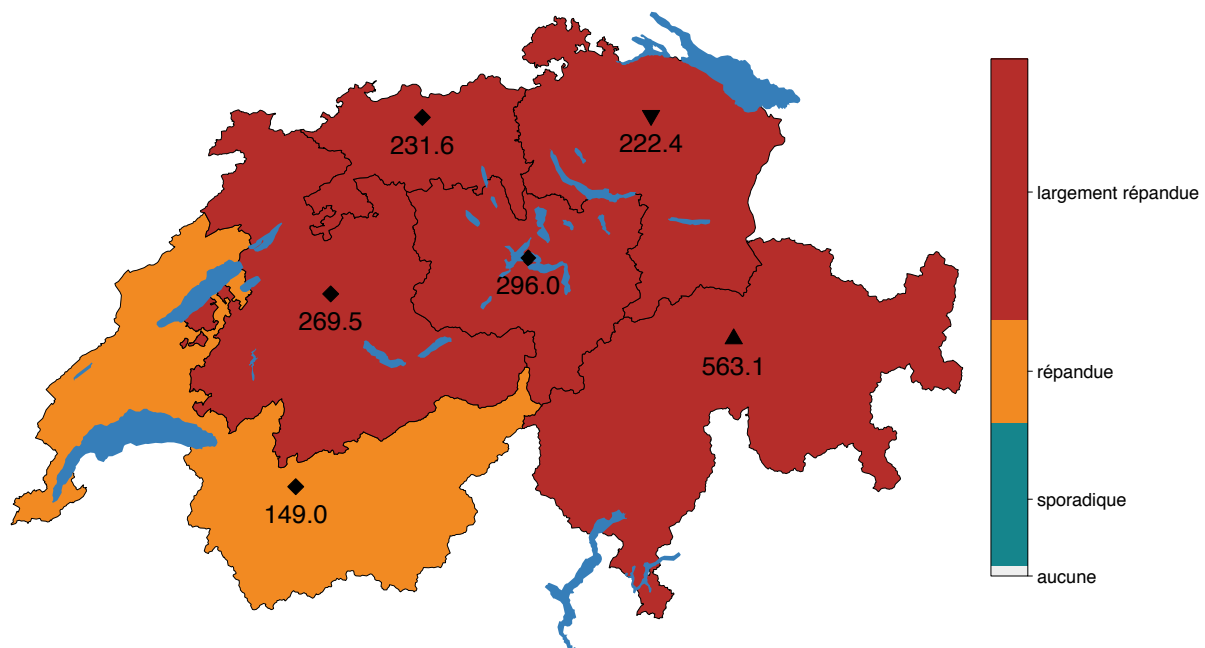 231.6
222.4
296.0
269.5
563.1
149.0
largement répandue
répandue
sporadique
aucune